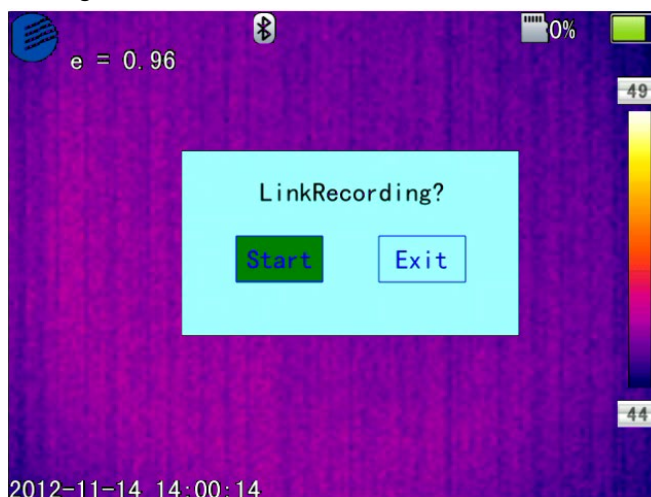 e = 0.96
0%
49
LinkRecording?
Start
Exit
44
2012-11-14 14:00:14